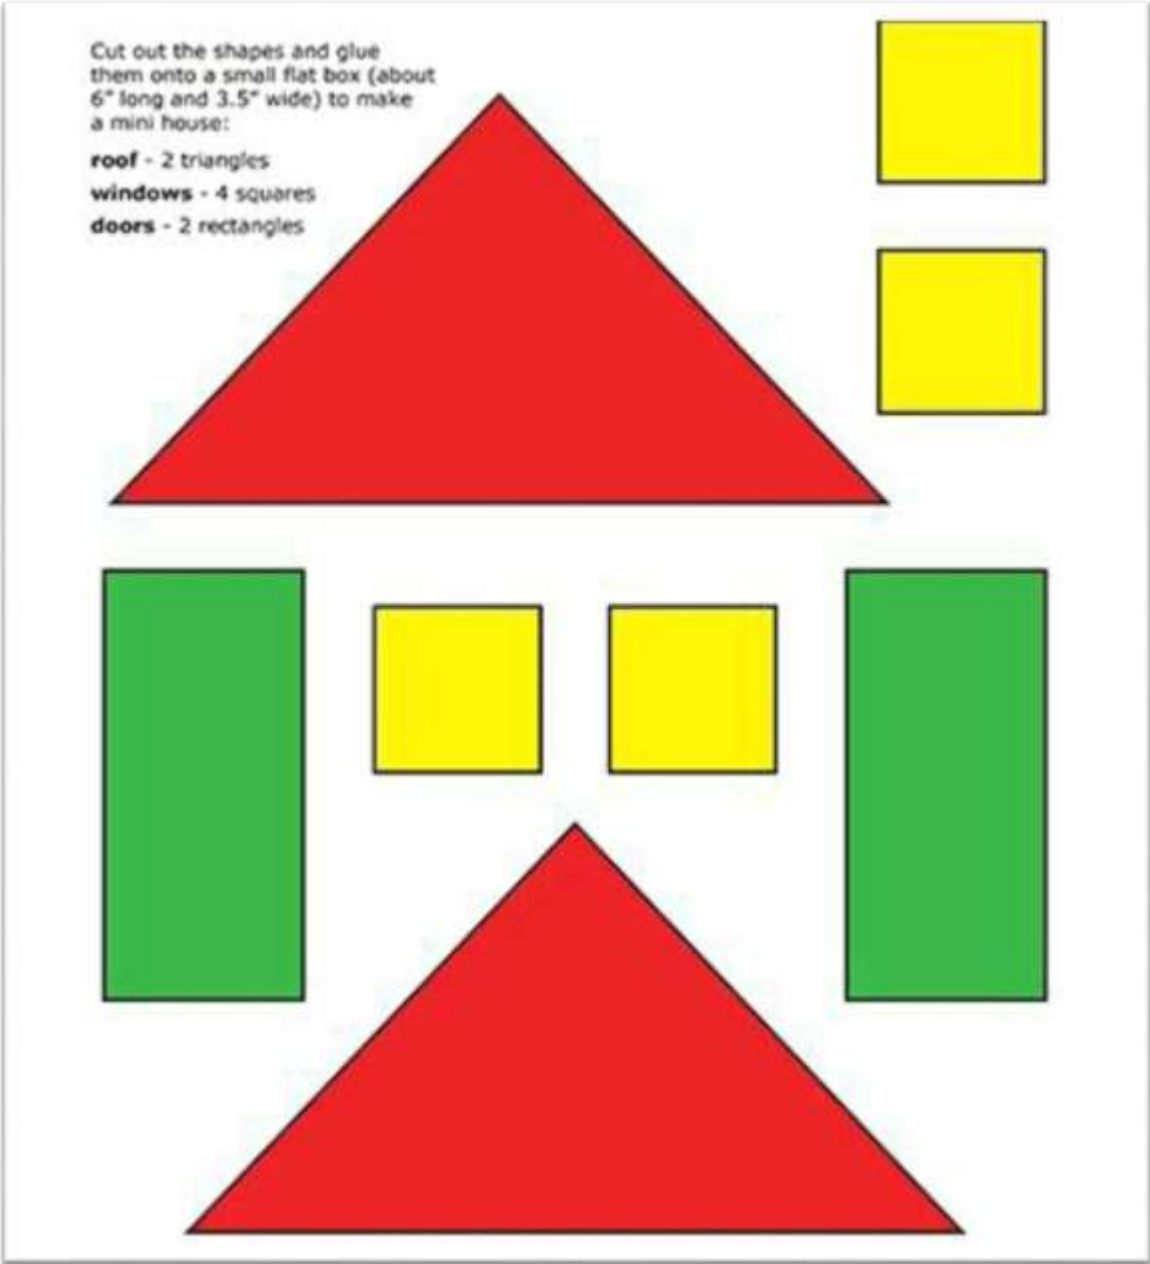 Cut out the shapes and glue
them onto a small flat box (about
6" long and 3.5" wide) to make
a mini house:
roof - 2 triangles
windows - 4 squares
doors - 2 rectangles